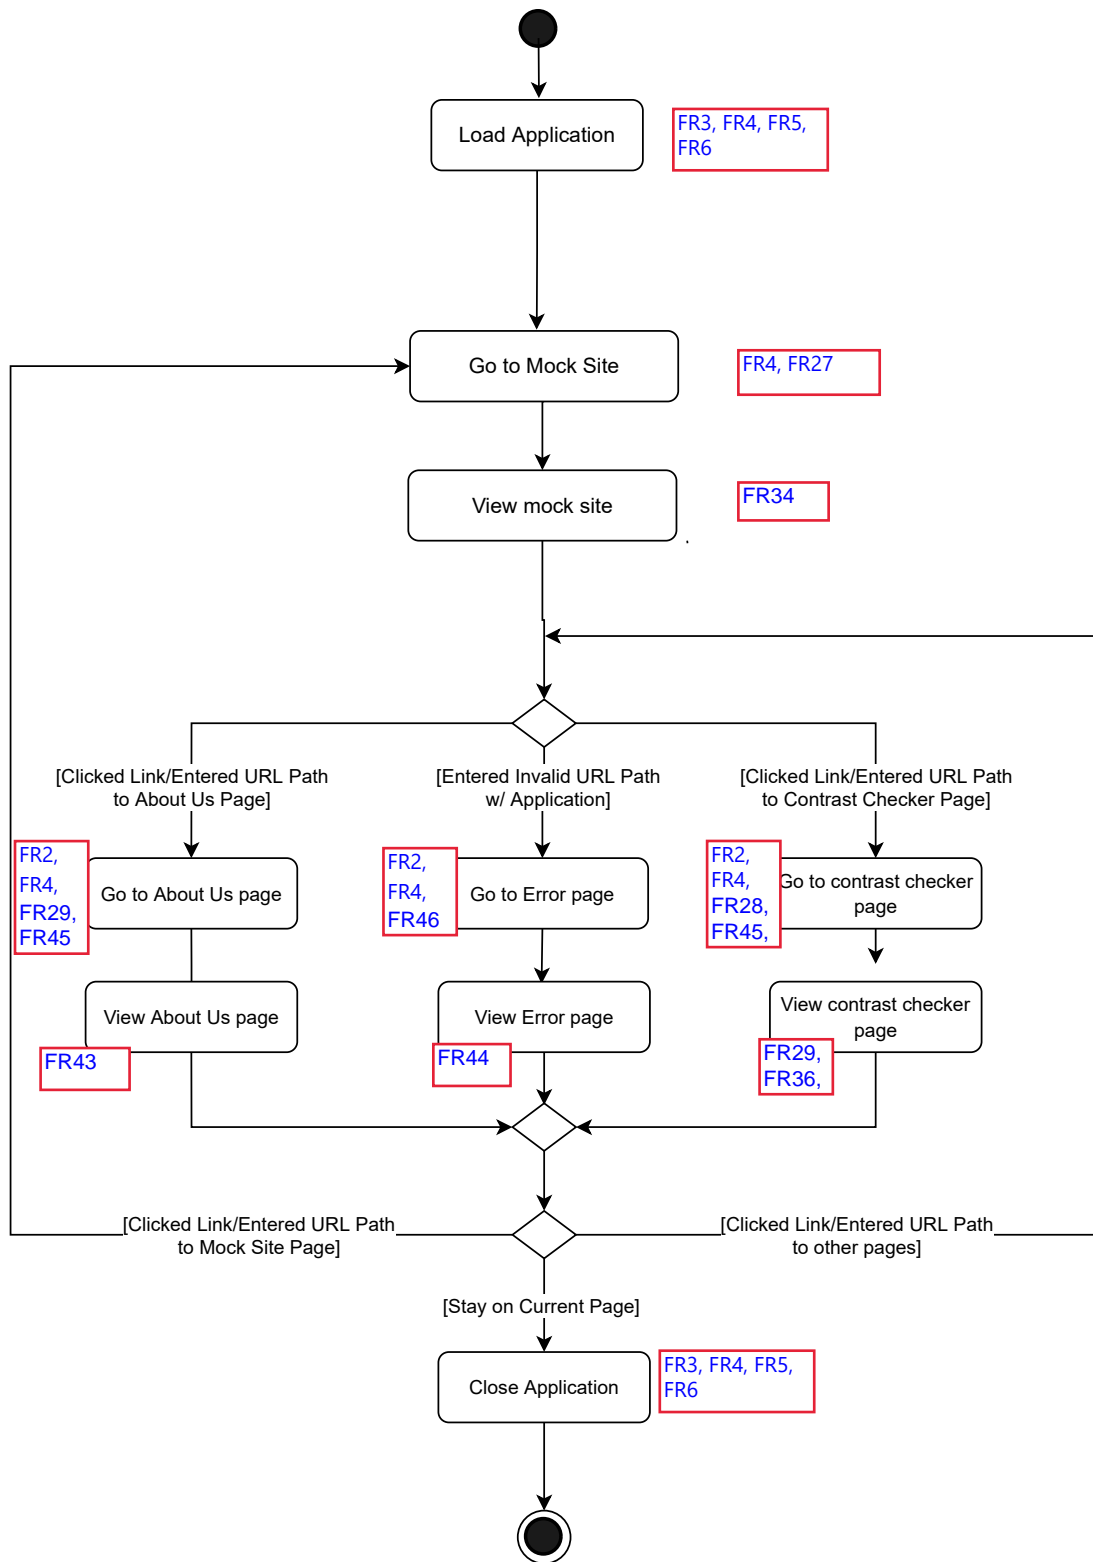 Load Application
FR3, FR4, FR5,
FR6
Go to Mock Site
FR4, FR27
View mock site
FR34
.
[Clicked Link/Entered URL Path
to About Us Page]
[Entered Invalid URL Path
w/ Application]
[Clicked Link/Entered URL Path
to Contrast Checker Page]
FR2,
FR4,
FR29,
FR45
Go to About Us page
FR2,
FR4,
FR46
Go to Error page
FR2,
FR4,
FR28,
FR45,
Go to contrast checker
page
View About Us page
FR43
View Error page
FR44
View contrast checker
page
FR29,
FR36,
[Clicked Link/Entered URL Path
to Mock Site Page]
[Clicked Link/Entered URL Path
to other pages]
[Stay on Current Page]
Close Application
FR3, FR4, FR5,
FR6